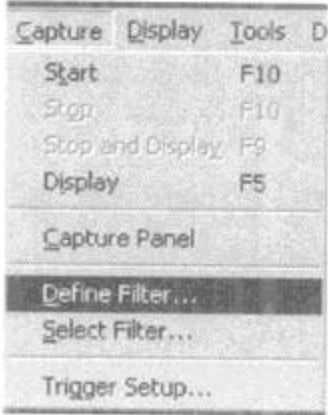 Capture Display Tools D
Start F10
Stop F10
Stop and Display F9
Display F5
Capture Panel
Define Filter...
Select Filter...
Trigger Setup...